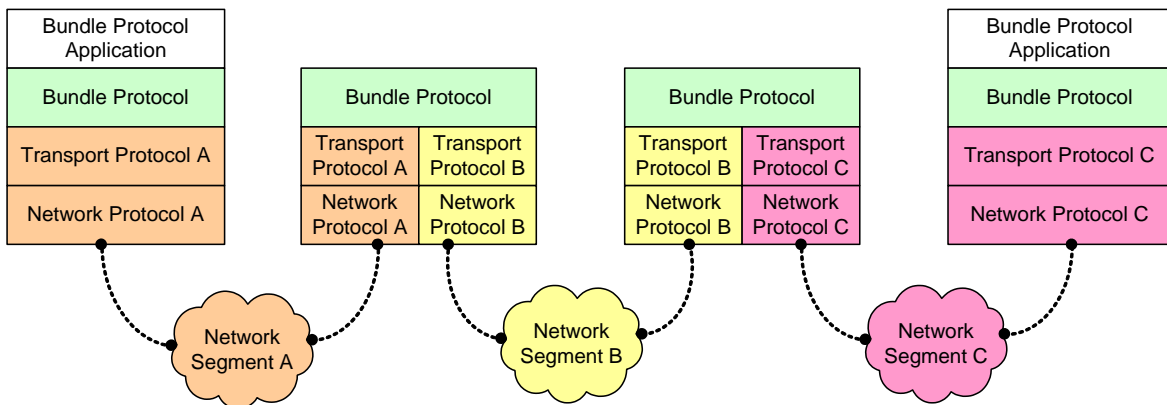 Bundle Protocol
Application
Bundle Protocol
Transport Protocol A
Network Protocol A
Bundle Protocol
Transport
Protocol A
Transport
Protocol B
Network
Protocol A
Network
Protocol B
Bundle Protocol
Transport
Protocol B
Transport
Protocol C
Network
Protocol B
Network
Protocol C
Bundle Protocol
Application
Bundle Protocol
Transport Protocol C
Network Protocol C
Network
Segment A
Network
Segment B
Network
Segment C